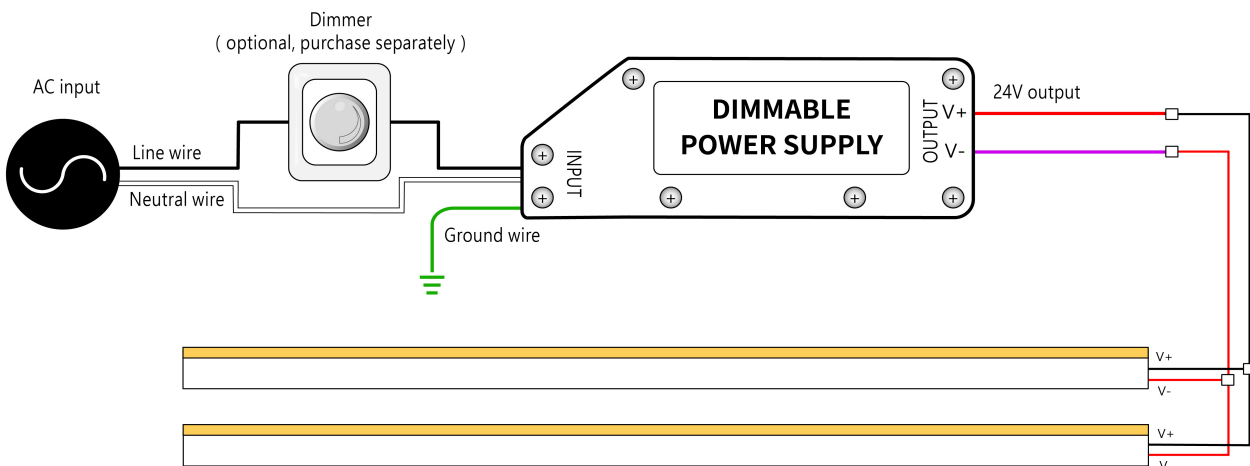 Dimmer
( optional, purchase separately )
AC input
Line wire
Neutral wire
INPUT
DIMMABLE
POWER SUPPLY
OUTPUT
V+
V-
24V output
Ground wire
V+
V-
V+